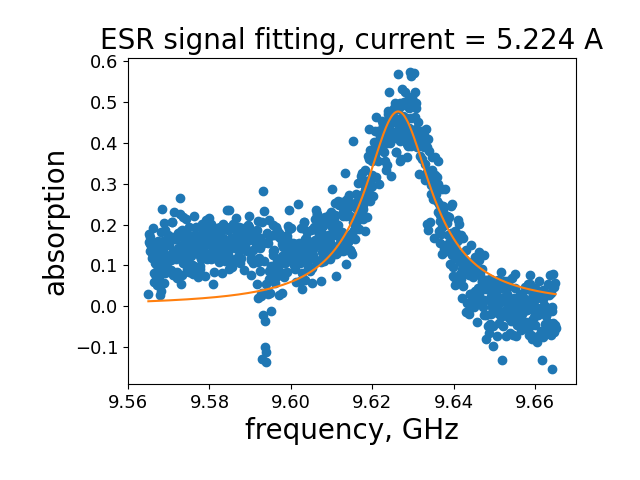 ESR signal fitting, current = 5.224 A
absorption
0.6
0.5
0.4
0.3
0.2
0.1
0.0
−0.1
9.56 9.58 9.60 9.62 9.64 9.66
frequency, GHz